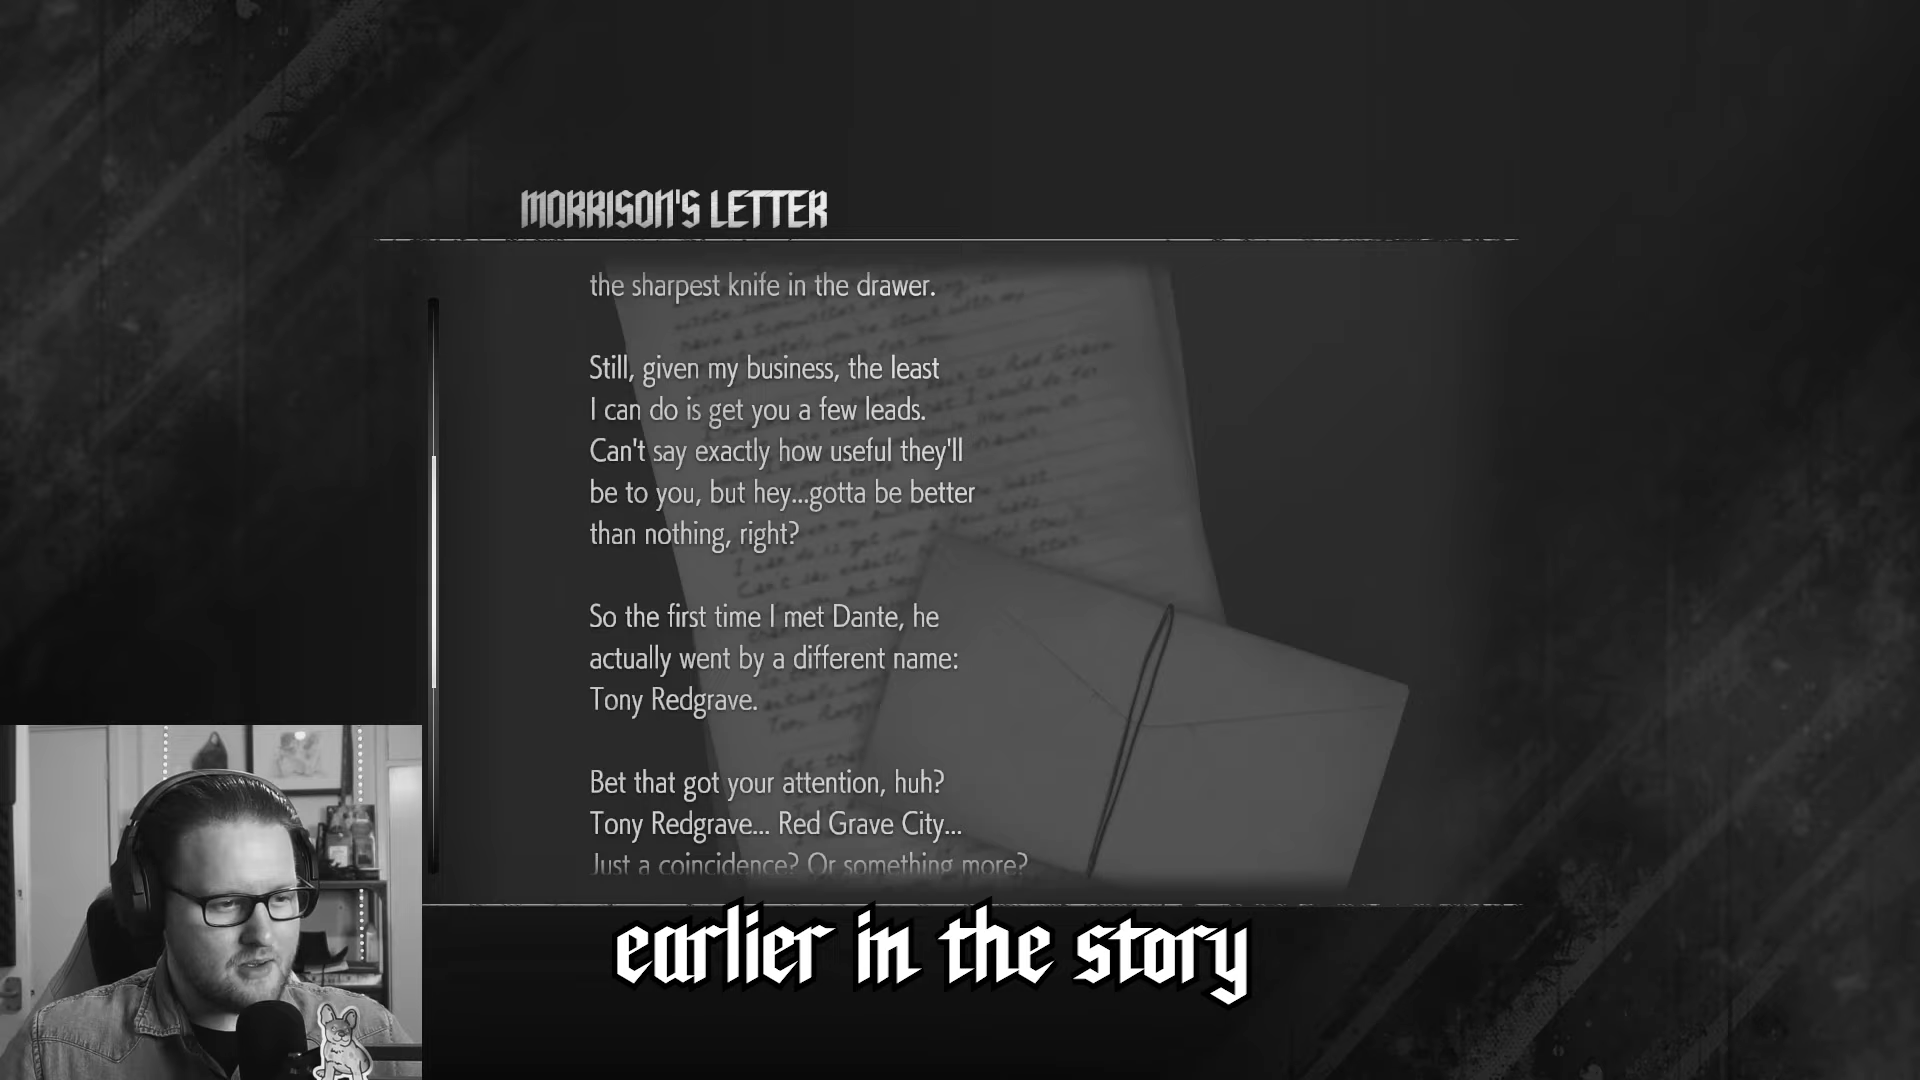 MORRISON'S LETTER
the sharpest knife in the drawer.
Still, given my business, the least
I can do is get you a few leads.
Can't say exactly how useful they'll
be to you, but hey...gotta be better
than nothing, right?
So the first time I met Dante, he
actually went by a different name:
Tony Redgrave.
Bet that got your attention, huh?
Tony Redgrave... Red Grave City...
Just a coincidence? Or something more?
earlier in the story